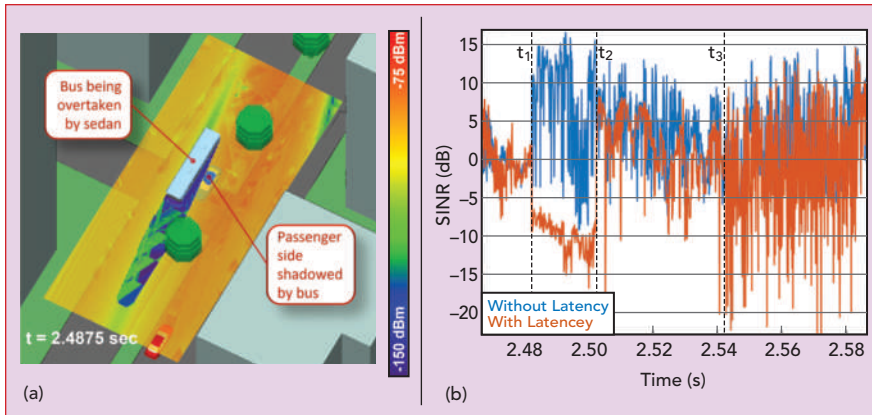 Bus being
overtaken
by sedan
Passenger
side
shadowed
by bus
t = 2.4875 sec
-75 dBm
-150 dBm
(a)
SINR (dB)
15
10
5
0
−5
−10
−15
−20
t1
t2
t3
Without Latency
With Latencey
2.48 2.50 2.52 2.54 2.56 2.58
Time (s)
(b)